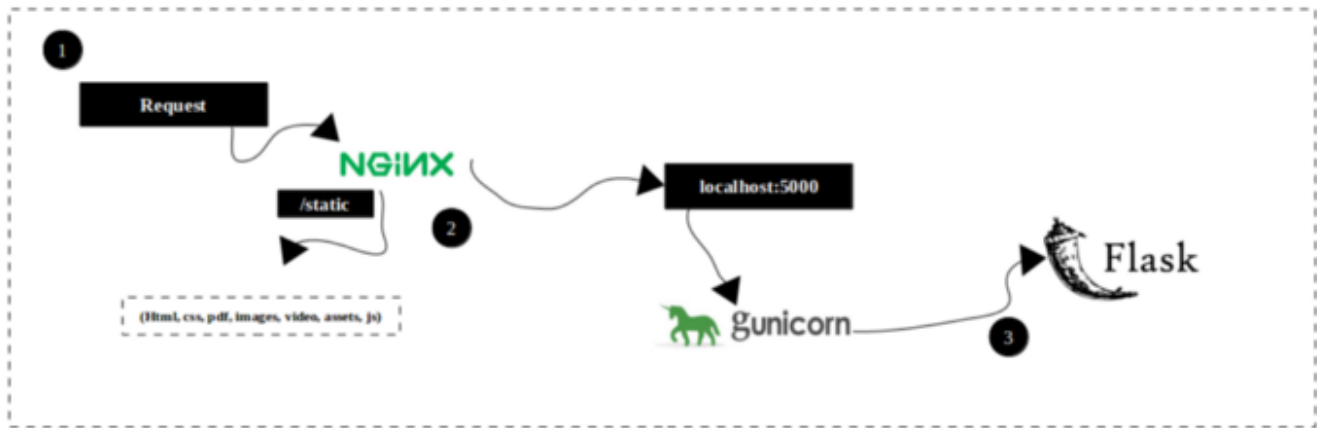 1
Request
NGiNX
/static
2
localhost:5000
(Html, css, pdf, images, video, assets, js)
gunicorn
3
Flask